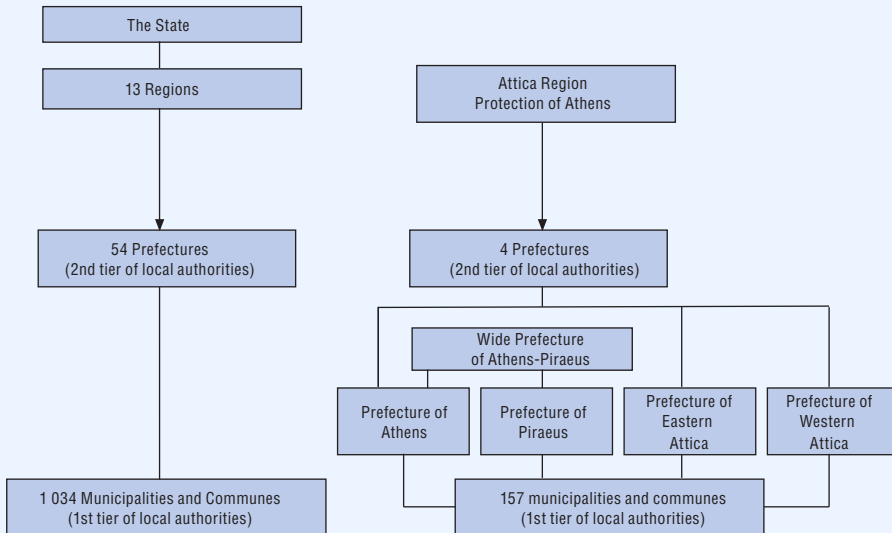 The State
13 Regions
54 Prefectures
(2nd tier of local authorities)
1 034 Municipalities and Communes
(1st tier of local authorities)
Attica Region
Protection of Athens
4 Prefectures
(2nd tier of local authorities)
Wide Prefecture
of Athens-Piraeus
Prefecture of
Athens
Prefecture of
Piraeus
Prefecture of
Eastern
Attica
Prefecture of
Western
Attica
157 municipalities and communes
(1st tier of local authorities)